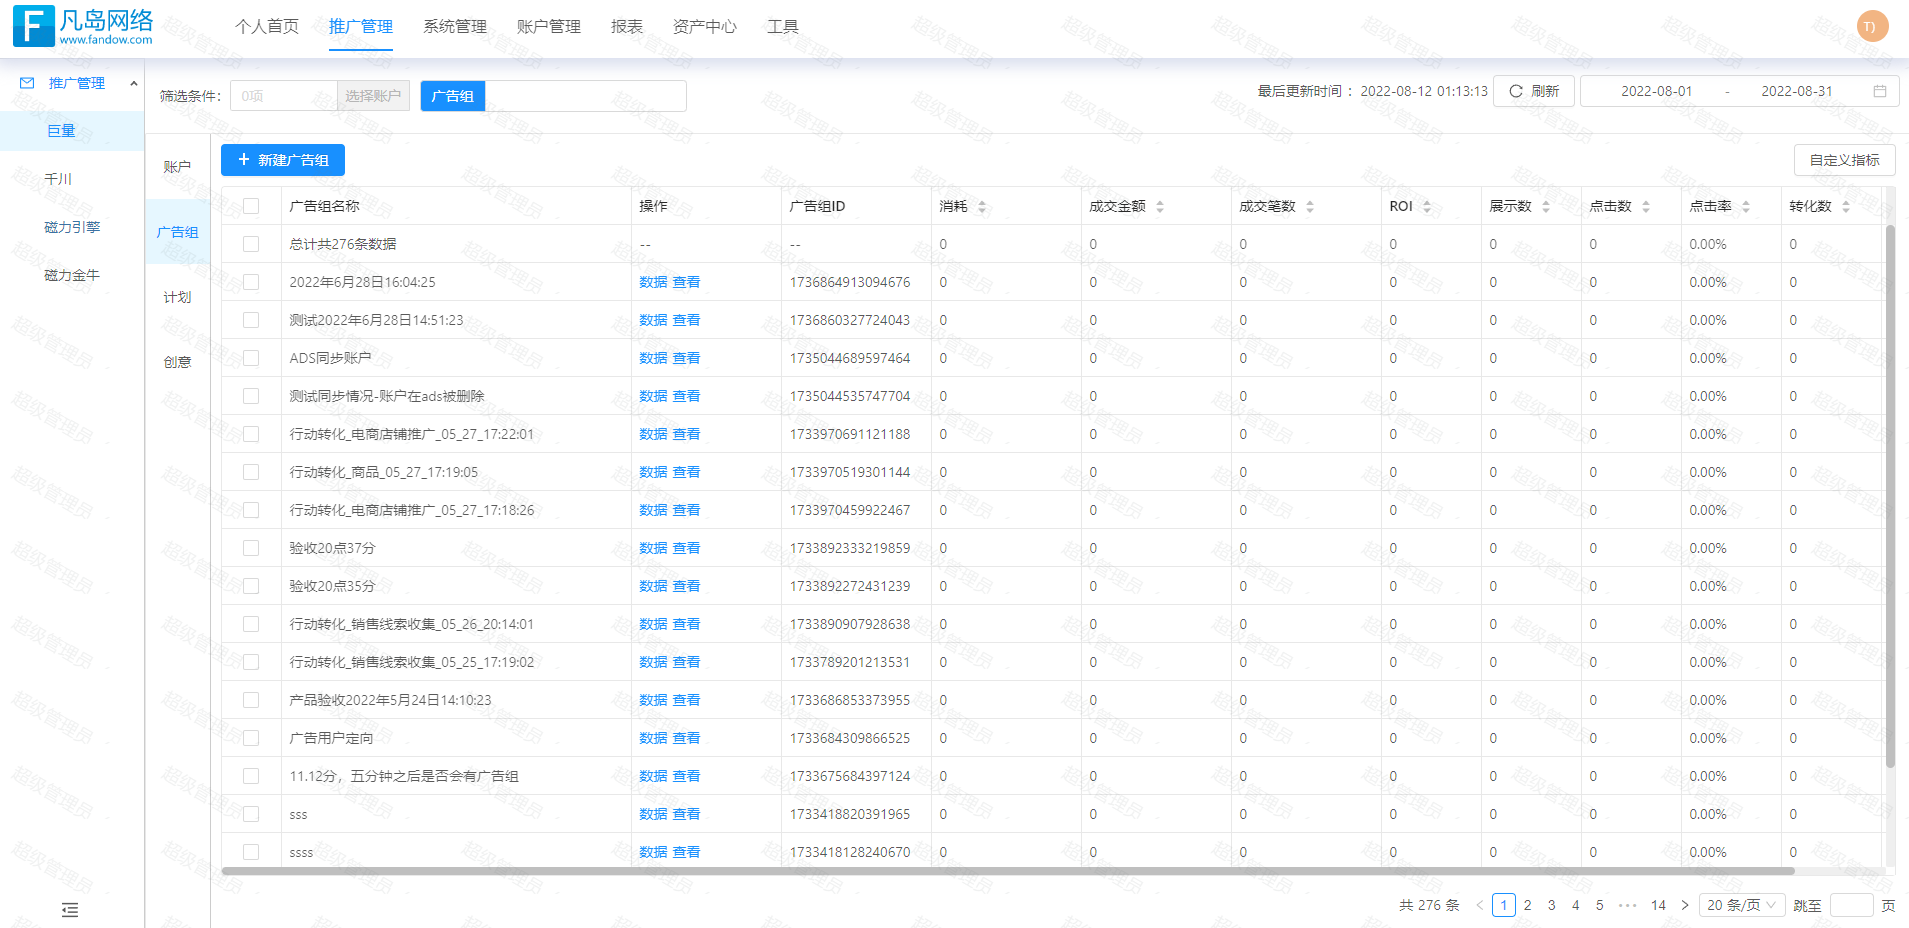 凡岛网络
www.fandow.com
个人首页 推广管理 系统管理 账户管理 报表 资产中心 工具
T)
推广管理
巨量
千川
磁力引擎
磁力金牛
筛选条件: 0项 选择账户 广告组
最后更新时间: 2022-08-12 01:13:13 刷新 2022-08-01 - 2022-08-31
账户
广告组
计划
创意
+ 新建广告组
自定义指标
广告组名称 操作 广告组ID 消耗 成交金额 成交笔数 ROI 展示数 点击数 点击率 转化数
总计共276条数据 -- -- 0 0 0 0 0 0 0.00% 0
2022年6月28日16:04:25 数据 查看 1736864913094676 0 0 0 0 0 0 0.00% 0
测试2022年6月28日14:51:23 数据 查看 1736860327724043 0 0 0 0 0 0 0.00% 0
ADS同步账户 数据 查看 1735044689597464 0 0 0 0 0 0 0.00% 0
测试同步情况-账户在ads被删除 数据 查看 1735044535747704 0 0 0 0 0 0 0.00% 0
行动转化_电商店铺推广_05_27_17:22:01 数据 查看 1733970691121188 0 0 0 0 0 0 0.00% 0
行动转化_商品_05_27_17:19:05 数据 查看 1733970519301144 0 0 0 0 0 0 0.00% 0
行动转化_电商店铺推广_05_27_17:18:26 数据 查看 1733970459922467 0 0 0 0 0 0 0.00% 0
验收20点37分 数据 查看 1733892333219859 0 0 0 0 0 0 0.00% 0
验收20点35分 数据 查看 1733892272431239 0 0 0 0 0 0 0.00% 0
行动转化_销售线索收集_05_26_20:14:01 数据 查看 1733890907928638 0 0 0 0 0 0 0.00% 0
行动转化_销售线索收集_05_25_17:19:02 数据 查看 1733789201213531 0 0 0 0 0 0 0.00% 0
产品验收2022年5月24日14:10:23 数据 查看 1733686853373955 0 0 0 0 0 0 0.00% 0
广告用户定向 数据 查看 1733684309866525 0 0 0 0 0 0 0.00% 0
11.12分，五分钟之后是否会有广告组 数据 查看 1733675684397124 0 0 0 0 0 0 0.00% 0
sss 数据 查看 1733418820391965 0 0 0 0 0 0 0.00% 0
ssss 数据 查看 1733418128240670 0 0 0 0 0 0 0.00% 0
共 276 条 < 1 2 3 4 5 ••• 14 > 20 条/页 跳至 页
超级管理员